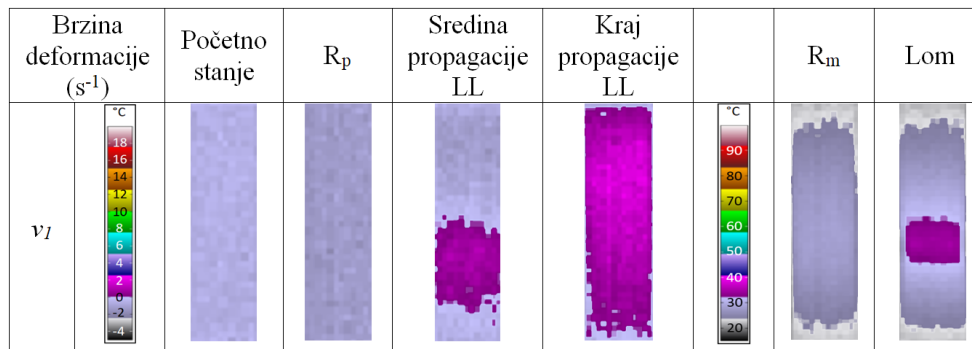 Brzina
deformacije
(s-1)
Početno
stanje
Rp
Sredina
propagacije
LL
Kraj
propagacije
LL
Rm
Lom
v1
°C
18
16
14
12
10
8
6
4
2
0
-2
-4
°C
90
80
70
60
50
40
30
20